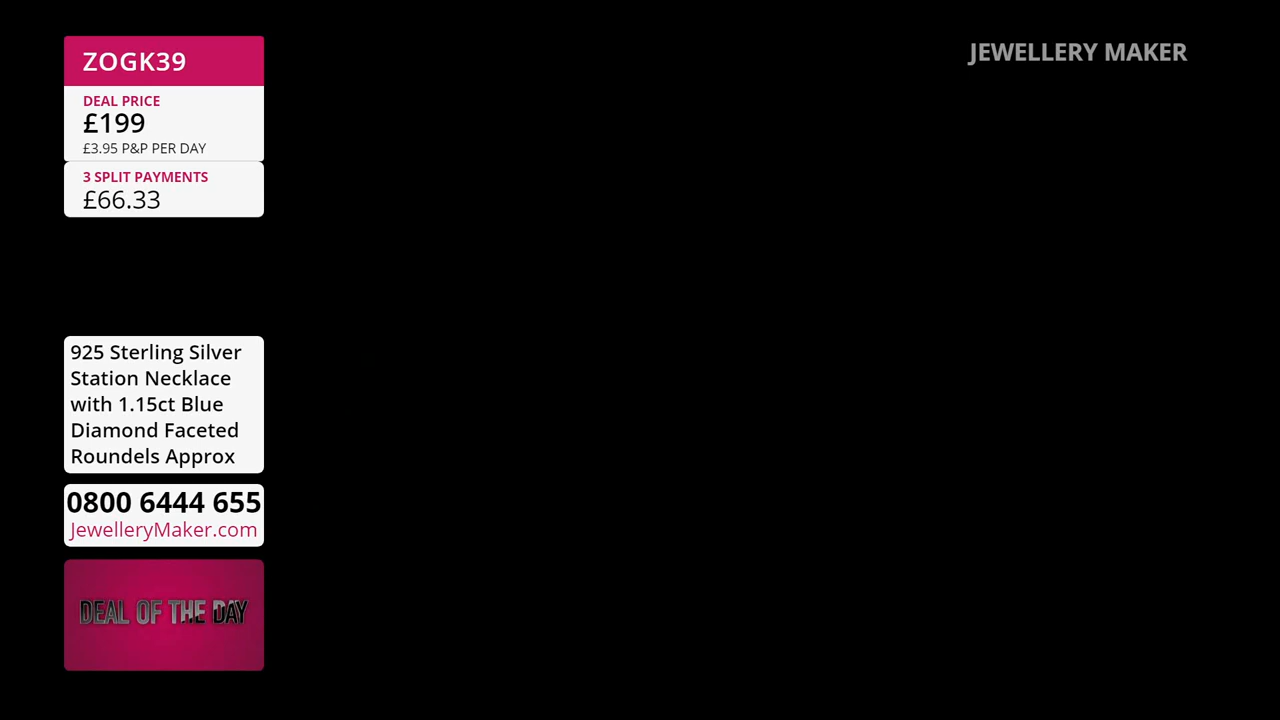 ZOGK39
DEAL PRICE
£199
£3.95 P&P PER DAY
3 SPLIT PAYMENTS
£66.33
925 Sterling Silver
Station Necklace
with 1.15ct Blue
Diamond Faceted
Roundels Approx
0800 6444 655
JewelleryMaker.com
DEAL OF THE DAY
JEWELLERY MAKER